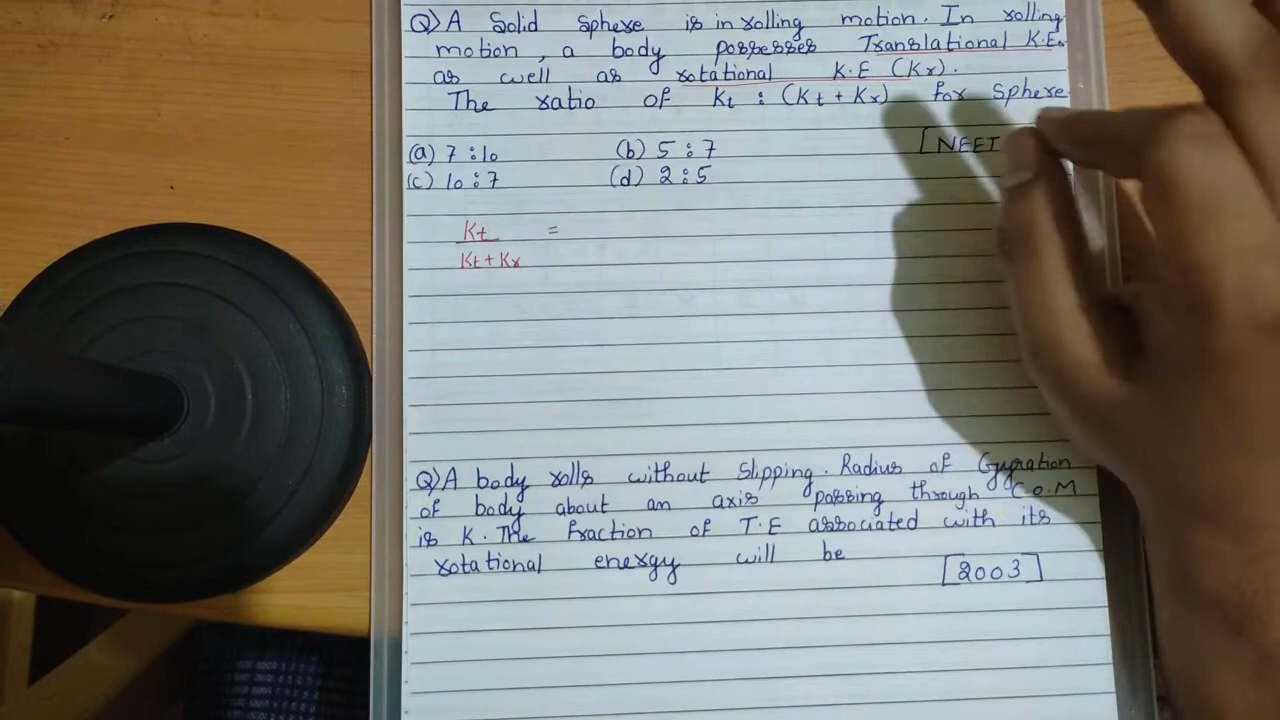 Q) A Solid Sphere is in rolling motion. In rolling
motion, a body possesses Translational K.E.
as well as rotational K.E (Kr).
The ratio of Kt : (Kt + Kr) for Sphere
[NEET
(a) 7 : 10 (b) 5 : 7
(c) 10 : 7 (d) 2 : 5
Kt =
Kt + Kr
Q) A body rolls without Slipping. Radius of Gyration
of body about an axis passing through C.O.M
is K. The fraction of T.E associated with its
rotational energy will be
[2003]